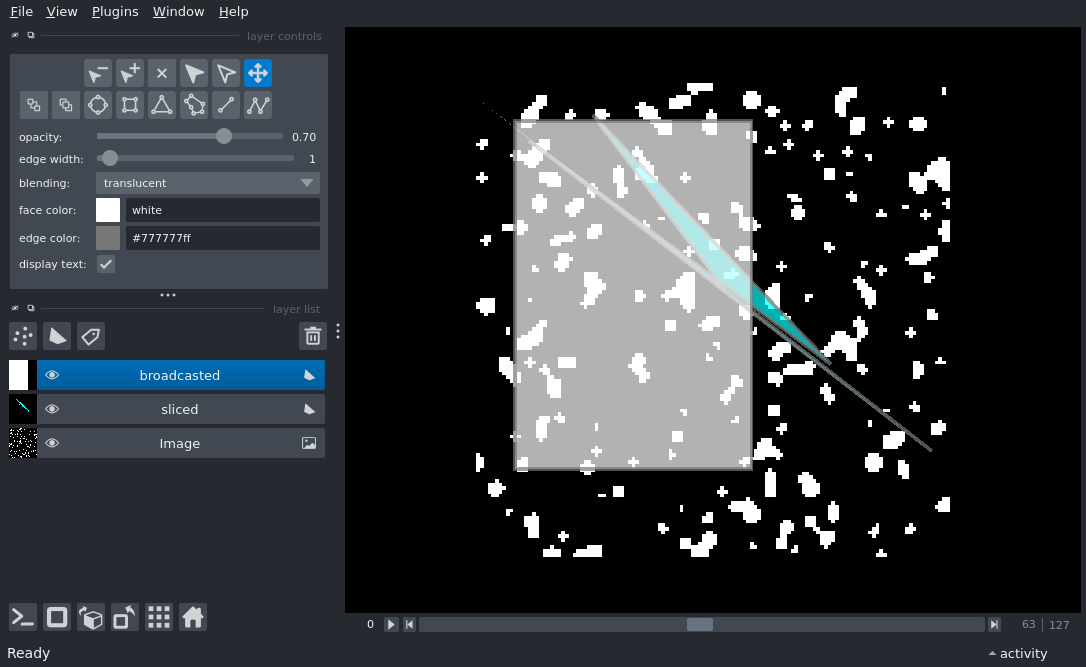 File View Plugins Window Help
layer controls
opacity: 0.70
edge width: 1
blending: translucent
face color: white
edge color: #777777ff
display text:
layer list
broadcasted
sliced
Image
0 63 127
Ready activity